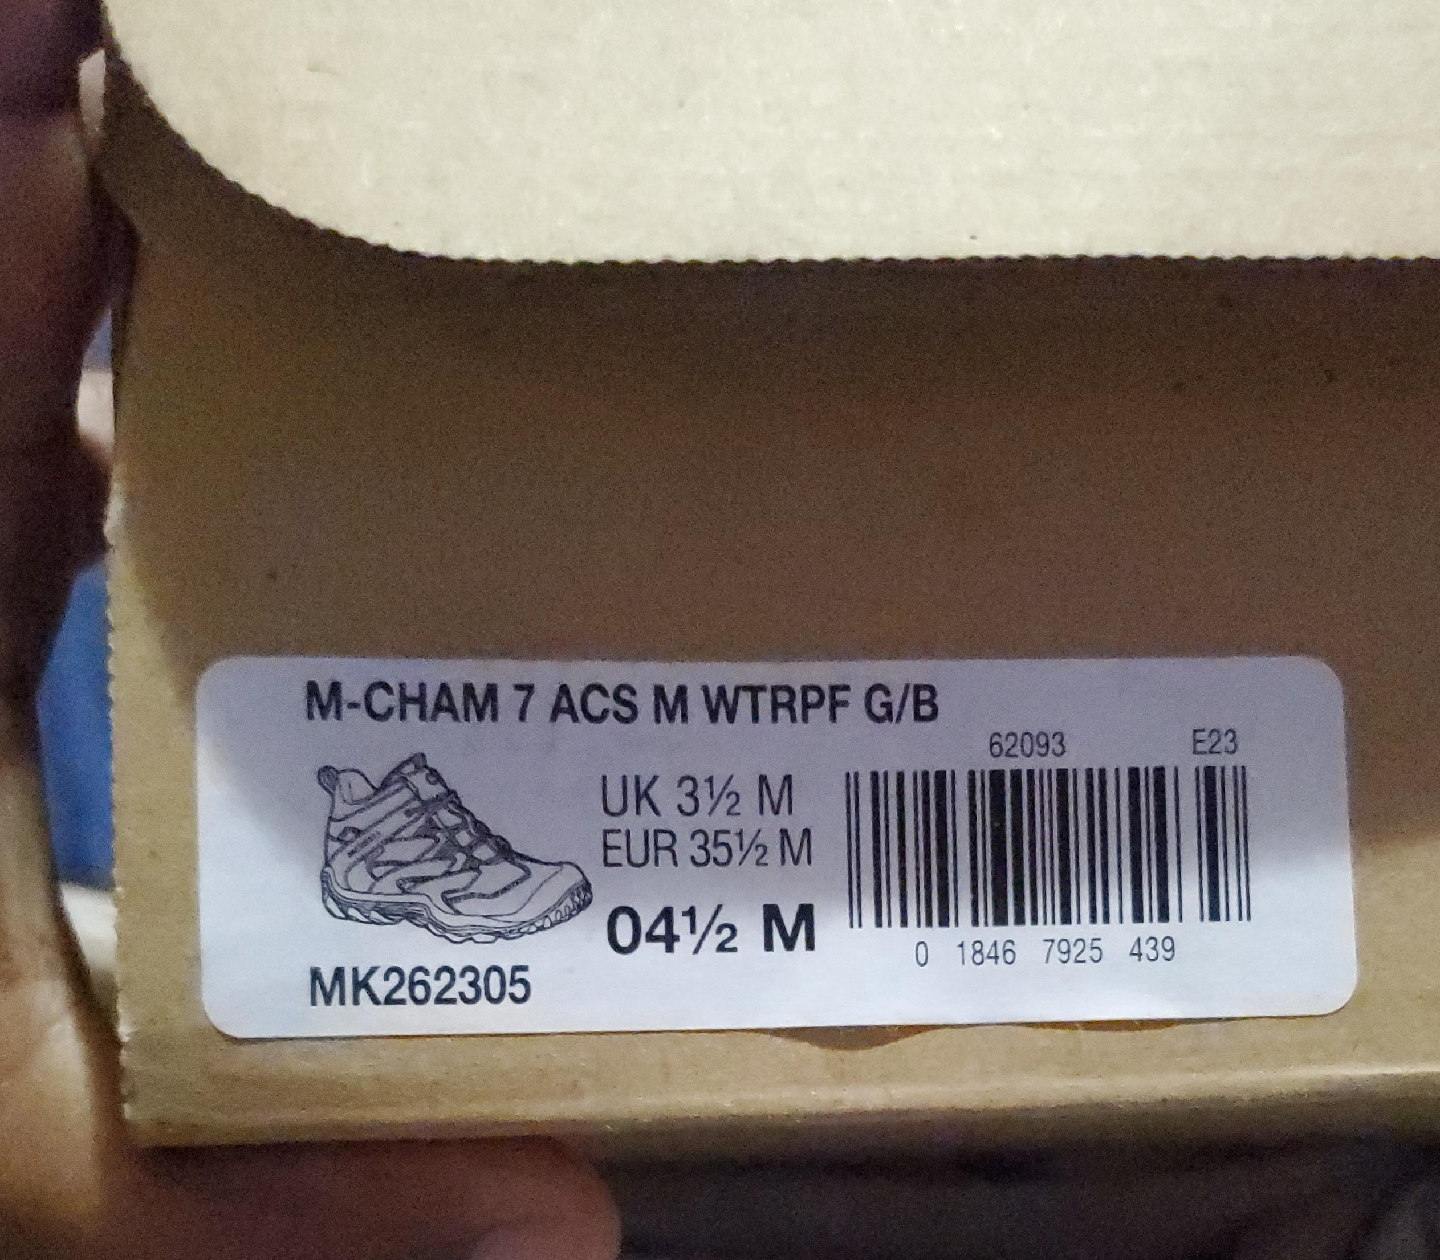 M-CHAM 7 ACS M WTRPF G/B
62093 E23
UK 3½ M
EUR 35½ M
04½ M
0 1846 7925 439
MK262305